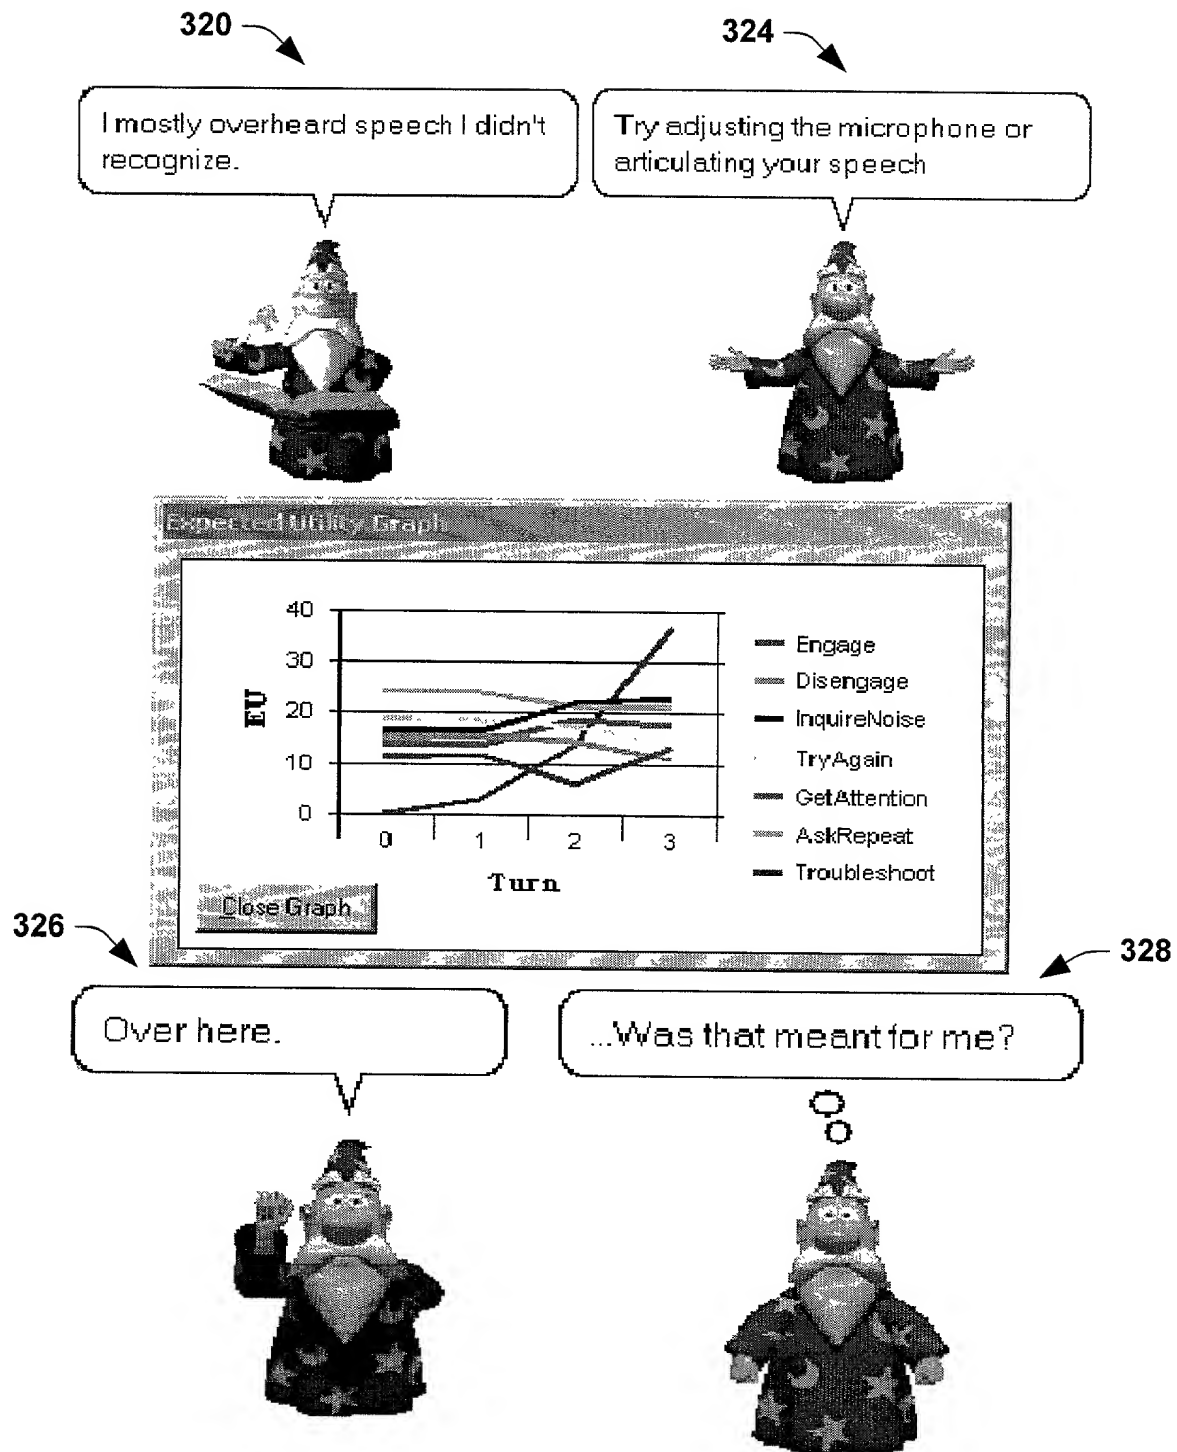 320
324
I mostly overheard speech I didn't
recognize.
Try adjusting the microphone or
articulating your speech
Expected Utility Graph
40
30
20
10
0
EU
0 1 2 3
Turn
Engage
Disengage
InquireNoise
TryAgain
GetAttention
AskRepeat
Troubleshoot
Close Graph
326
328
Over here.
...Was that meant for me?